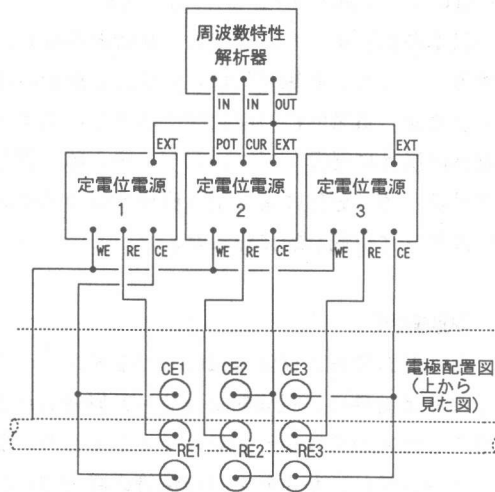 周波数特性
解析器
IN IN OUT
EXT POT CUR EXT EXT
定電位電源
1
定電位電源
2
定電位電源
3
WE RE CE WE RE CE WE RE CE
CE1 CE2 CE3
電極配置図
(上から
見た図)
RE1 RE2 RE3